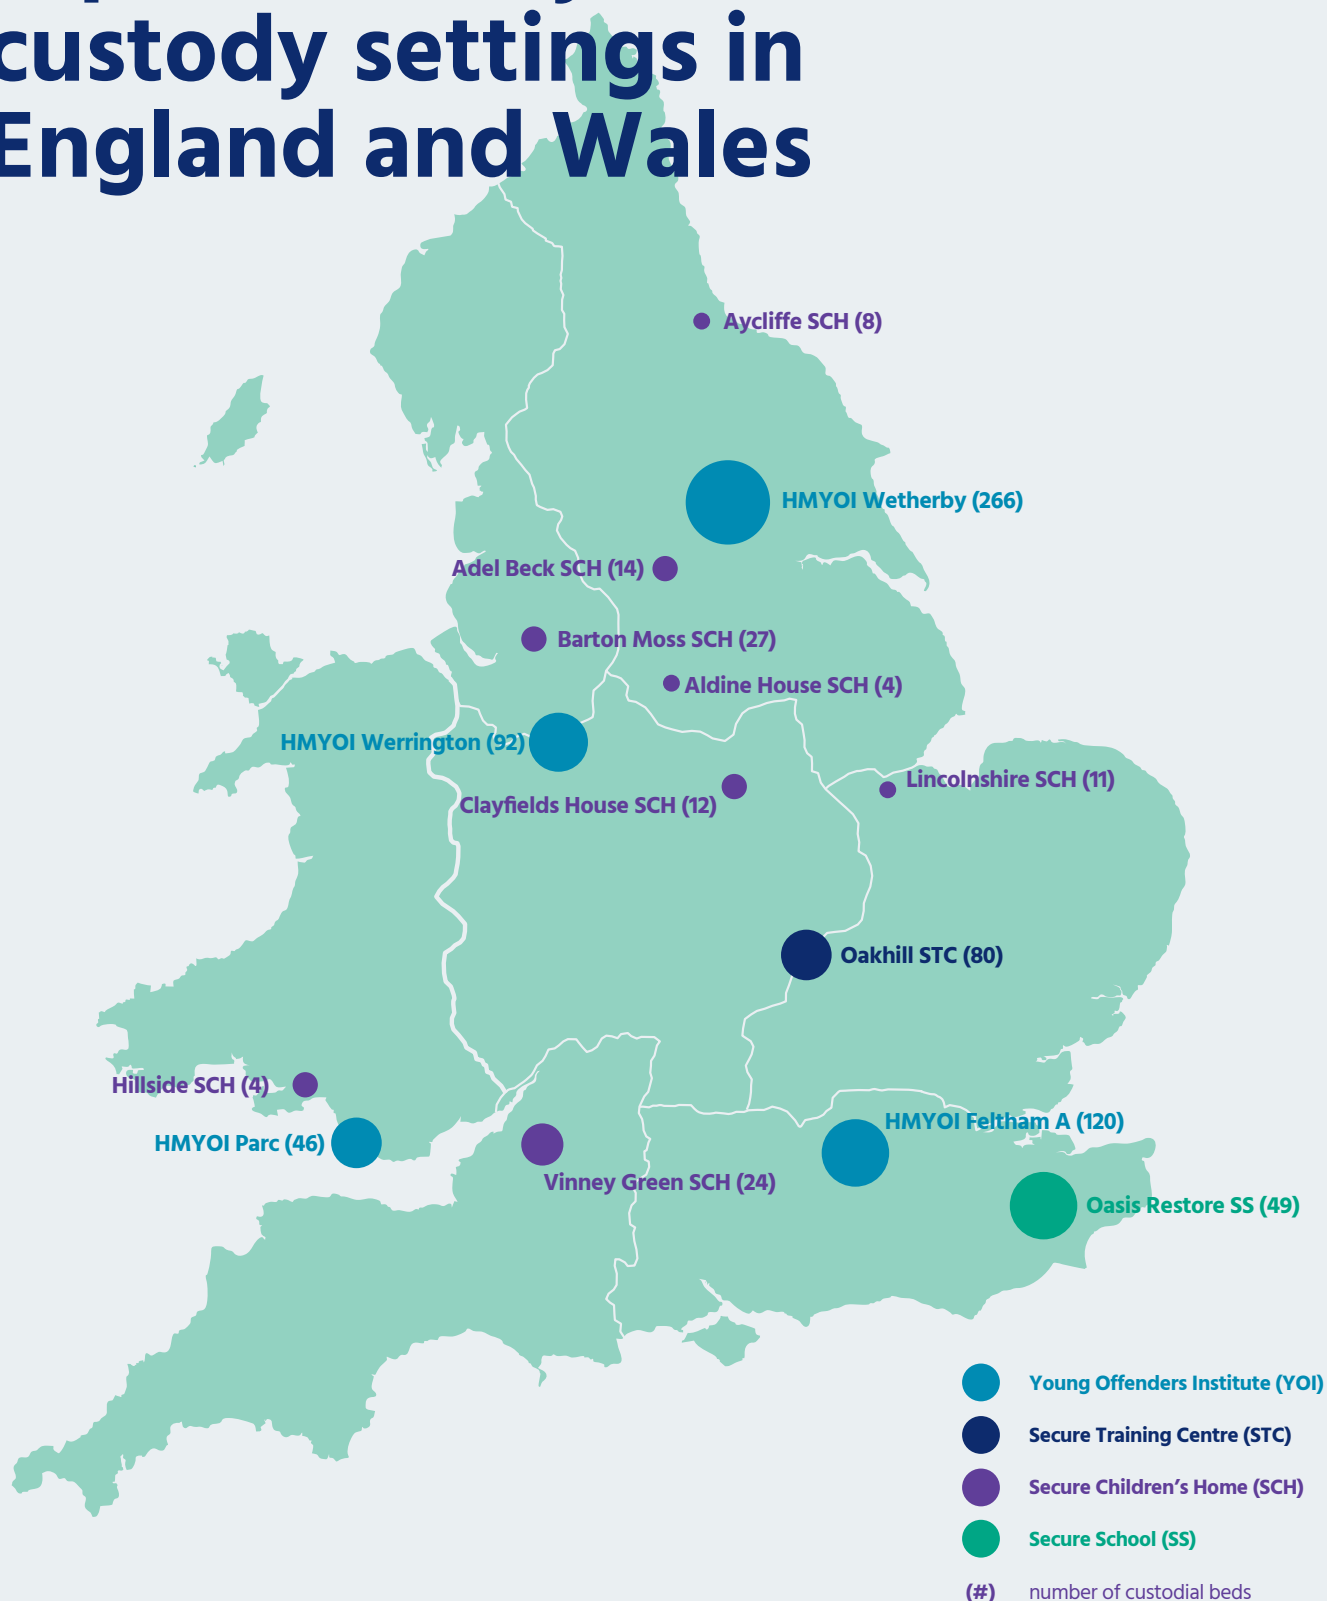 custody settings in
England and Wales
Aycliffe SCH (8)
HMYOI Wetherby (266)
Adel Beck SCH (14)
Barton Moss SCH (27)
Aldine House SCH (4)
HMYOI Werrington (92)
Lincolnshire SCH (11)
Clayfields House SCH (12)
Oakhill STC (80)
Hillside SCH (4)
HMYOI Feltham A (120)
HMYOI Parc (46)
Vinney Green SCH (24)
Oasis Restore SS (49)
Young Offenders Institute (YOI)
Secure Training Centre (STC)
Secure Children’s Home (SCH)
Secure School (SS)
(#) number of custodial beds